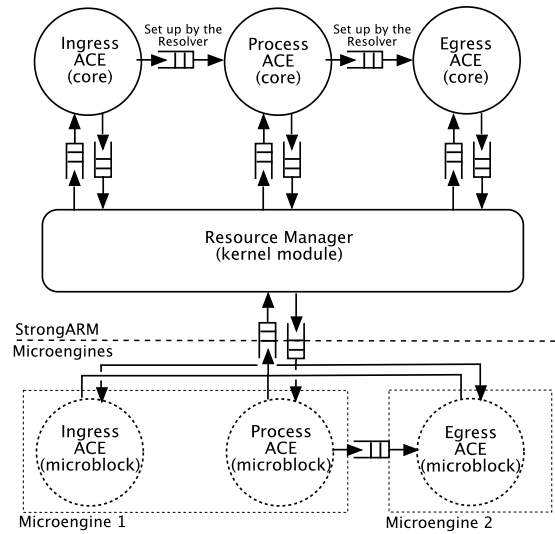 Ingress
ACE
(core)
Set up by the
Resolver
Process
ACE
(core)
Set up by the
Resolver
Egress
ACE
(core)
Resource Manager
(kernel module)
StrongARM
Microengines
Ingress
ACE
(microblock)
Process
ACE
(microblock)
Egress
ACE
(microblock)
Microengine 1
Microengine 2